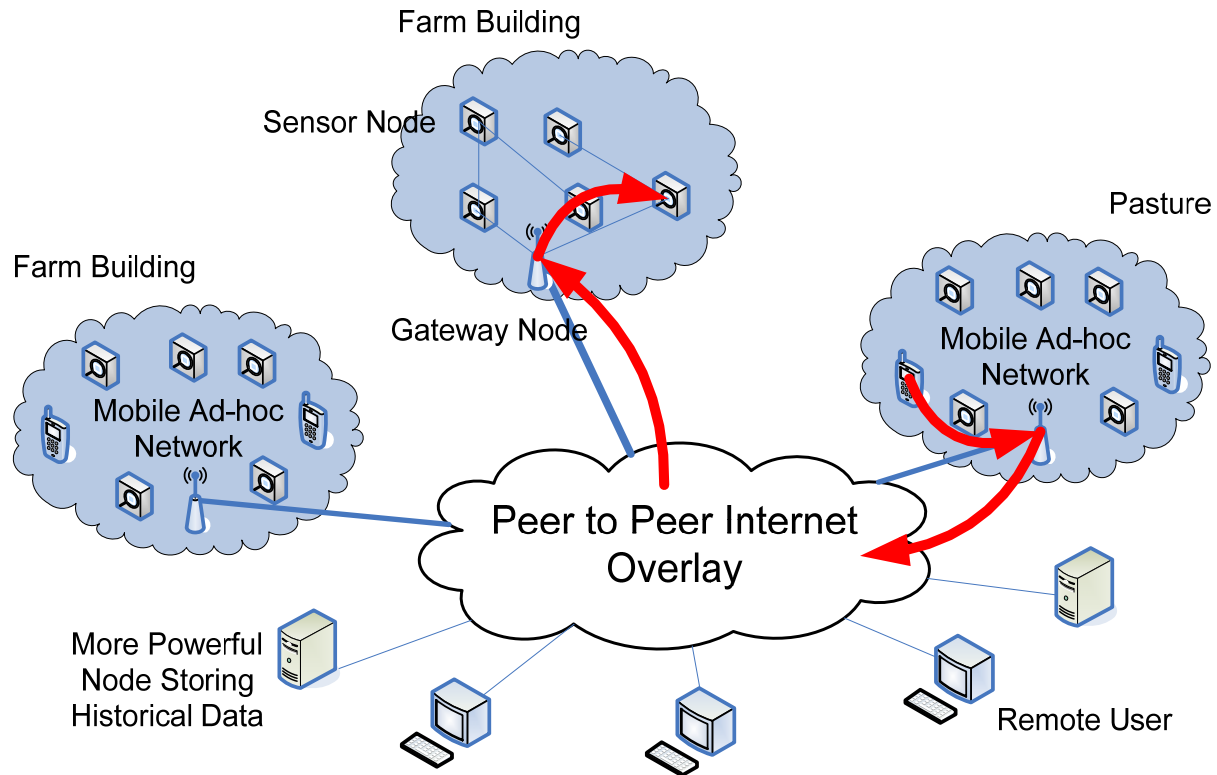 Farm Building
Sensor Node
Pasture
Farm Building
Gateway Node
Mobile Ad-hoc
Network
Mobile Ad-hoc
Network
Peer to Peer Internet
Overlay
More Powerful
Node Storing
Historical Data
Remote User